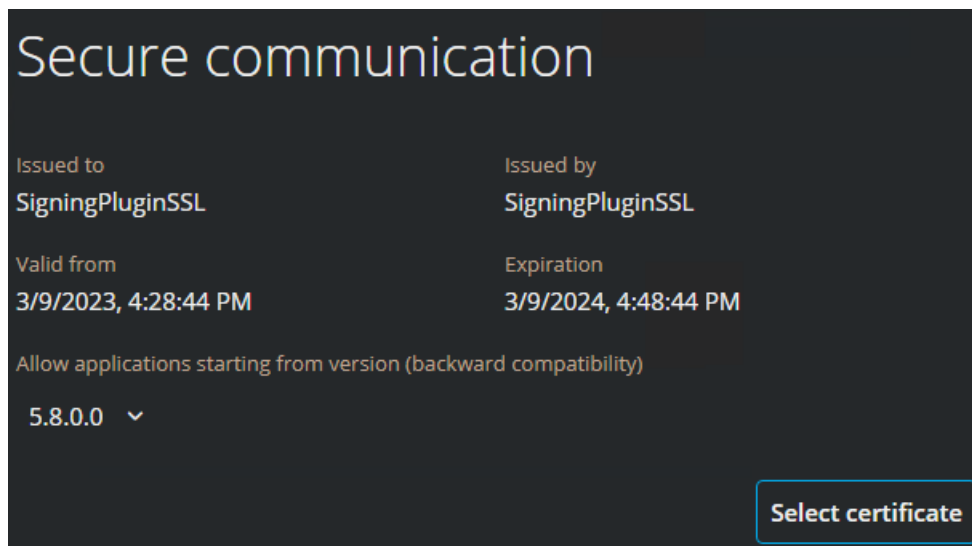 Secure communication
Issued to
SigningPluginSSL
Issued by
SigningPluginSSL
Valid from
3/9/2023, 4:28:44 PM
Expiration
3/9/2024, 4:48:44 PM
Allow applications starting from version (backward compatibility)
5.8.0.0
Select certificate